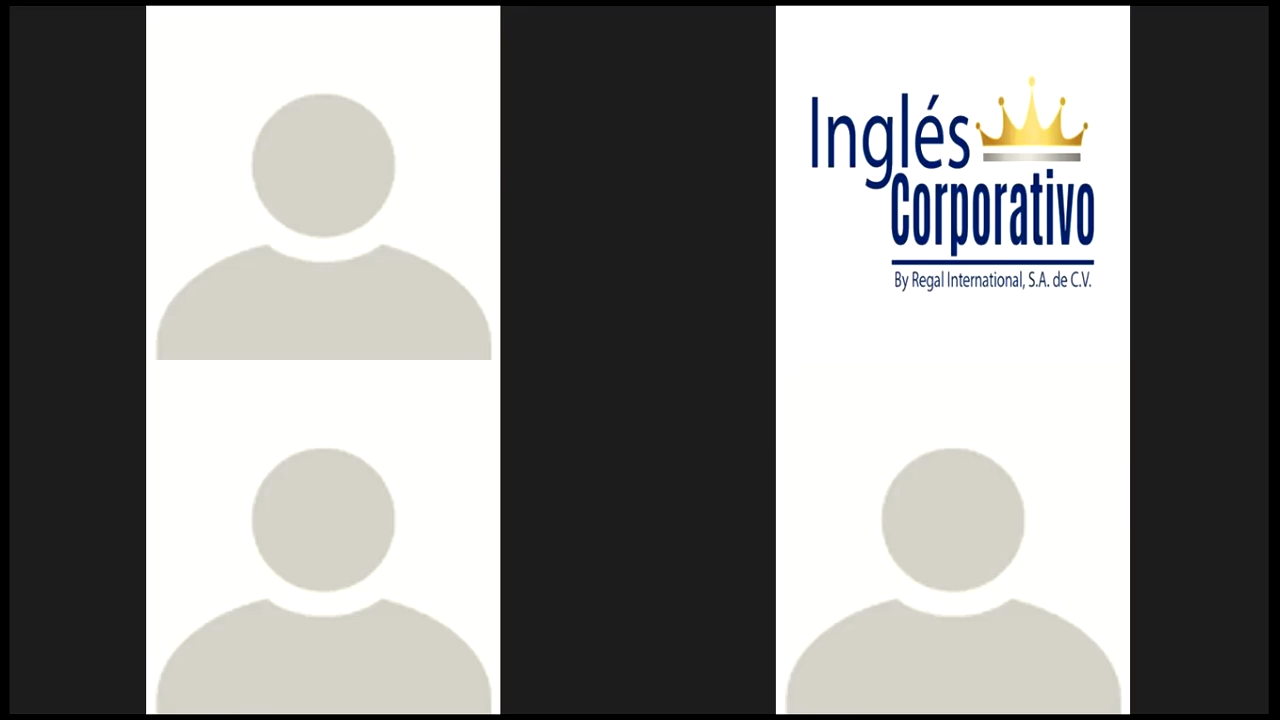 Inglés
Corporativo
By Regal International, S.A. de C.V.